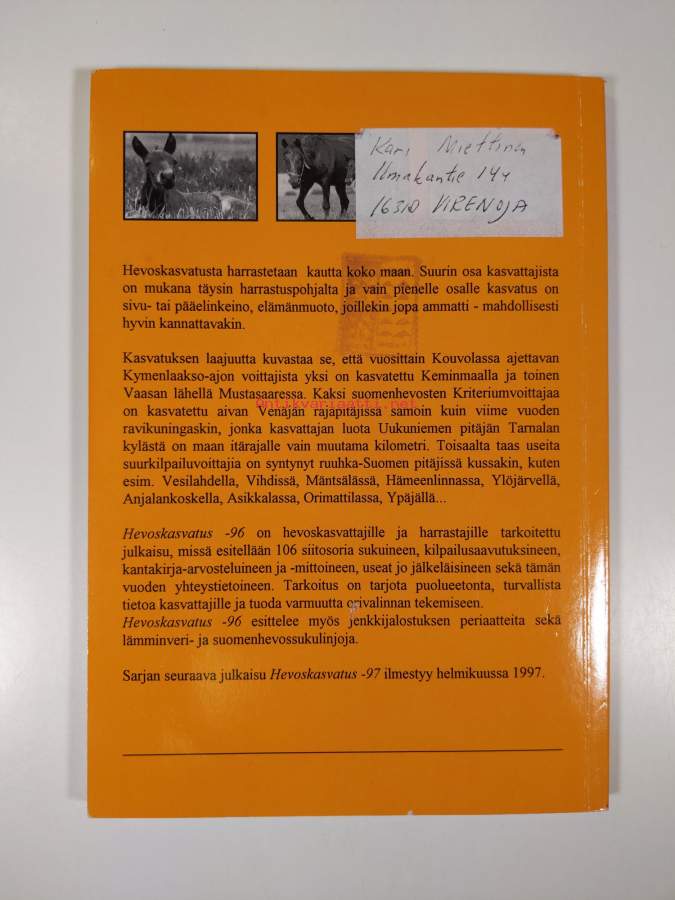 Kari Miettinen
Ilmakantie 144
16310 VIRENOJA
Hevoskasvatusta harrastetaan kautta koko maan. Suurin osa kasvattajista
on mukana täysin harrastuspohjalta ja vain pienelle osalle kasvatus on
sivu- tai pääelinkeino, elämänmuoto, joillekin jopa ammatti - mahdollisesti
hyvin kannattavakin.
Kasvatuksen laajuutta kuvastaa se, että vuosittain Kouvolassa ajettavan
Kymenlaakso-ajon voittajista yksi on kasvatettu Keminmaalla ja toinen
Vaasan lähellä Mustasaaressa. Kaksi suomenhevosten Kriteriumvoittajaa
antikvariaatti.net
on kasvatettu aivan Venäjän rajapitäjissä samoin kuin viime vuoden
ravikuningaskin, jonka kasvattajan luota Uukuniemen pitäjän Tarnalan
kylästä on maan itärajalle vain muutama kilometri. Toisaalta taas useita
suurkilpailuvoittajia on syntynyt ruuhka-Suomen pitäjissä kussakin, kuten
esim. Vesilahdella, Vihdissä, Mäntsälässä, Hämeenlinnassa, Ylöjärvellä,
Anjalankoskella, Asikkalassa, Orimattilassa, Ypäjällä...
Hevoskasvatus -96 on hevoskasvattajille ja harrastajille tarkoitettu
julkaisu, missä esitellään 106 siitosoria sukuineen, kilpailusaavutuksineen,
kantakirja-arvosteluineen ja -mittoineen, useat jo jälkeläisineen sekä tämän
vuoden yhteystietoineen. Tarkoitus on tarjota puolueetonta, turvallista
tietoa kasvattajille ja tuoda varmuutta orivalinnan tekemiseen.
Hevoskasvatus -96 esittelee myös jenkkijalostuksen periaatteita sekä
lämminveri- ja suomenhevossukulinjoja.
Sarjan seuraava julkaisu Hevoskasvatus -97 ilmestyy helmikuussa 1997.